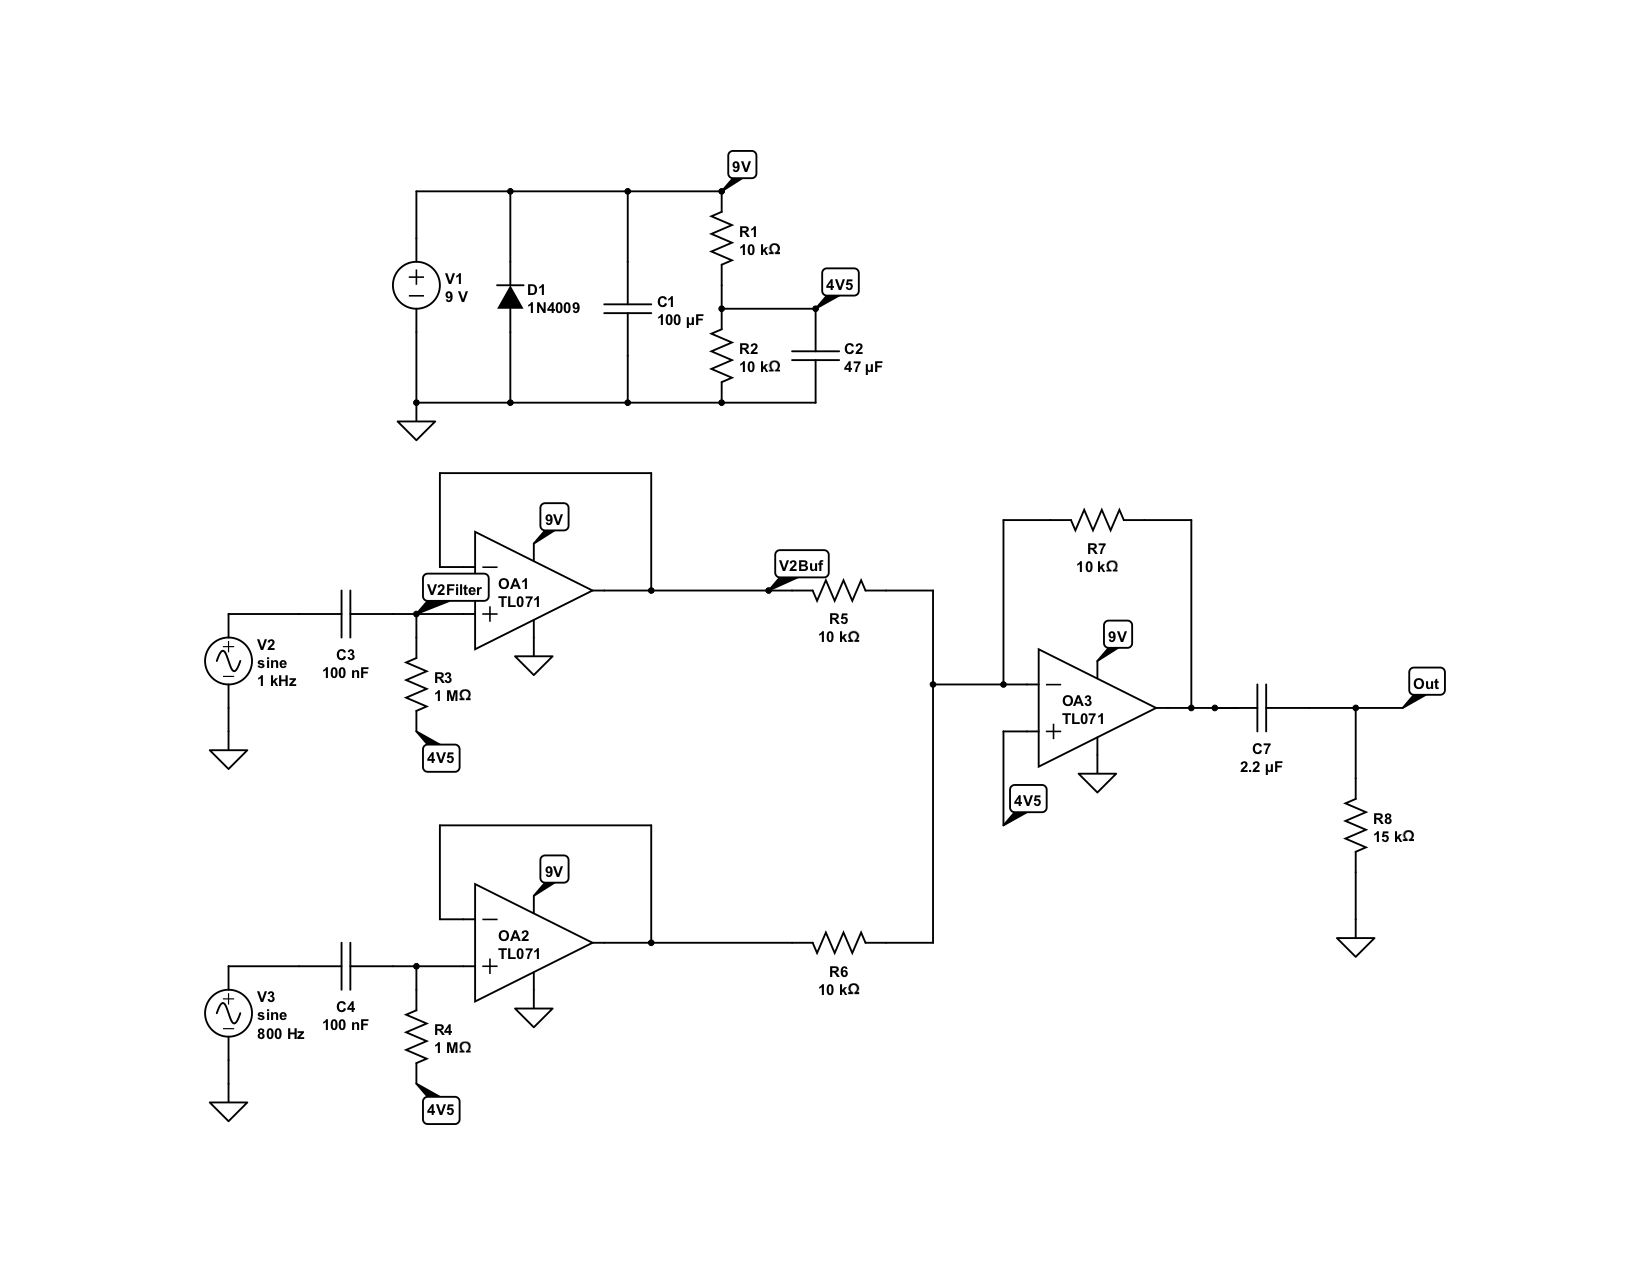 9V
R1
10 kΩ
V1
9 V
D1
1N4009
C1
100 µF
4V5
R2
10 kΩ
C2
47 µF
9V
OA1
TL071
V2Filter
V2
sine
1 kHz
C3
100 nF
R3
1 MΩ
4V5
V2Buf
R5
10 kΩ
R7
10 kΩ
9V
OA3
TL071
4V5
C7
2.2 µF
Out
R8
15 kΩ
9V
OA2
TL071
V3
sine
800 Hz
C4
100 nF
R4
1 MΩ
4V5
R6
10 kΩ